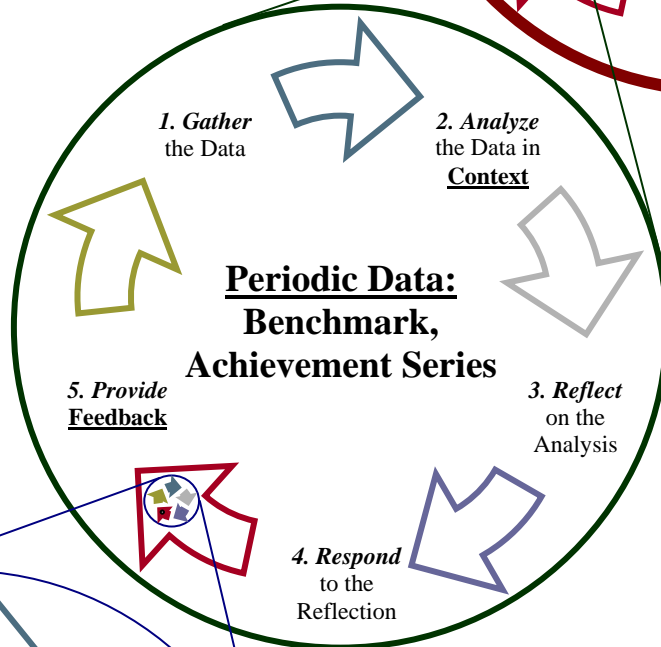 1. Gather
the Data
2. Analyze
the Data in
Context
Periodic Data:
Benchmark,
Achievement Series
3. Reflect
on the
Analysis
4. Respond
to the
Reflection
5. Provide
Feedback